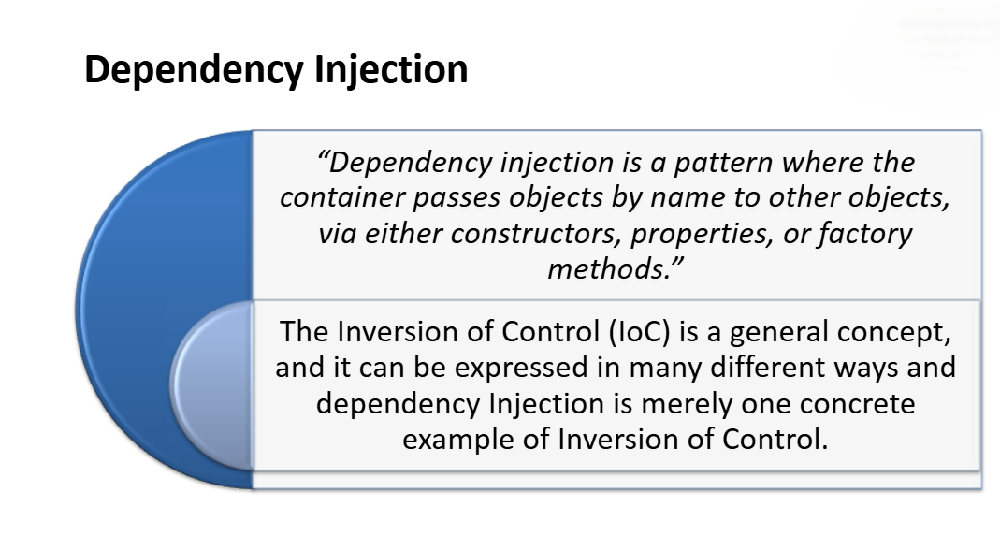 Dependency Injection
“Dependency injection is a pattern where the
container passes objects by name to other objects,
via either constructors, properties, or factory
methods.”
The Inversion of Control (IoC) is a general concept,
and it can be expressed in many different ways and
dependency Injection is merely one concrete
example of Inversion of Control.